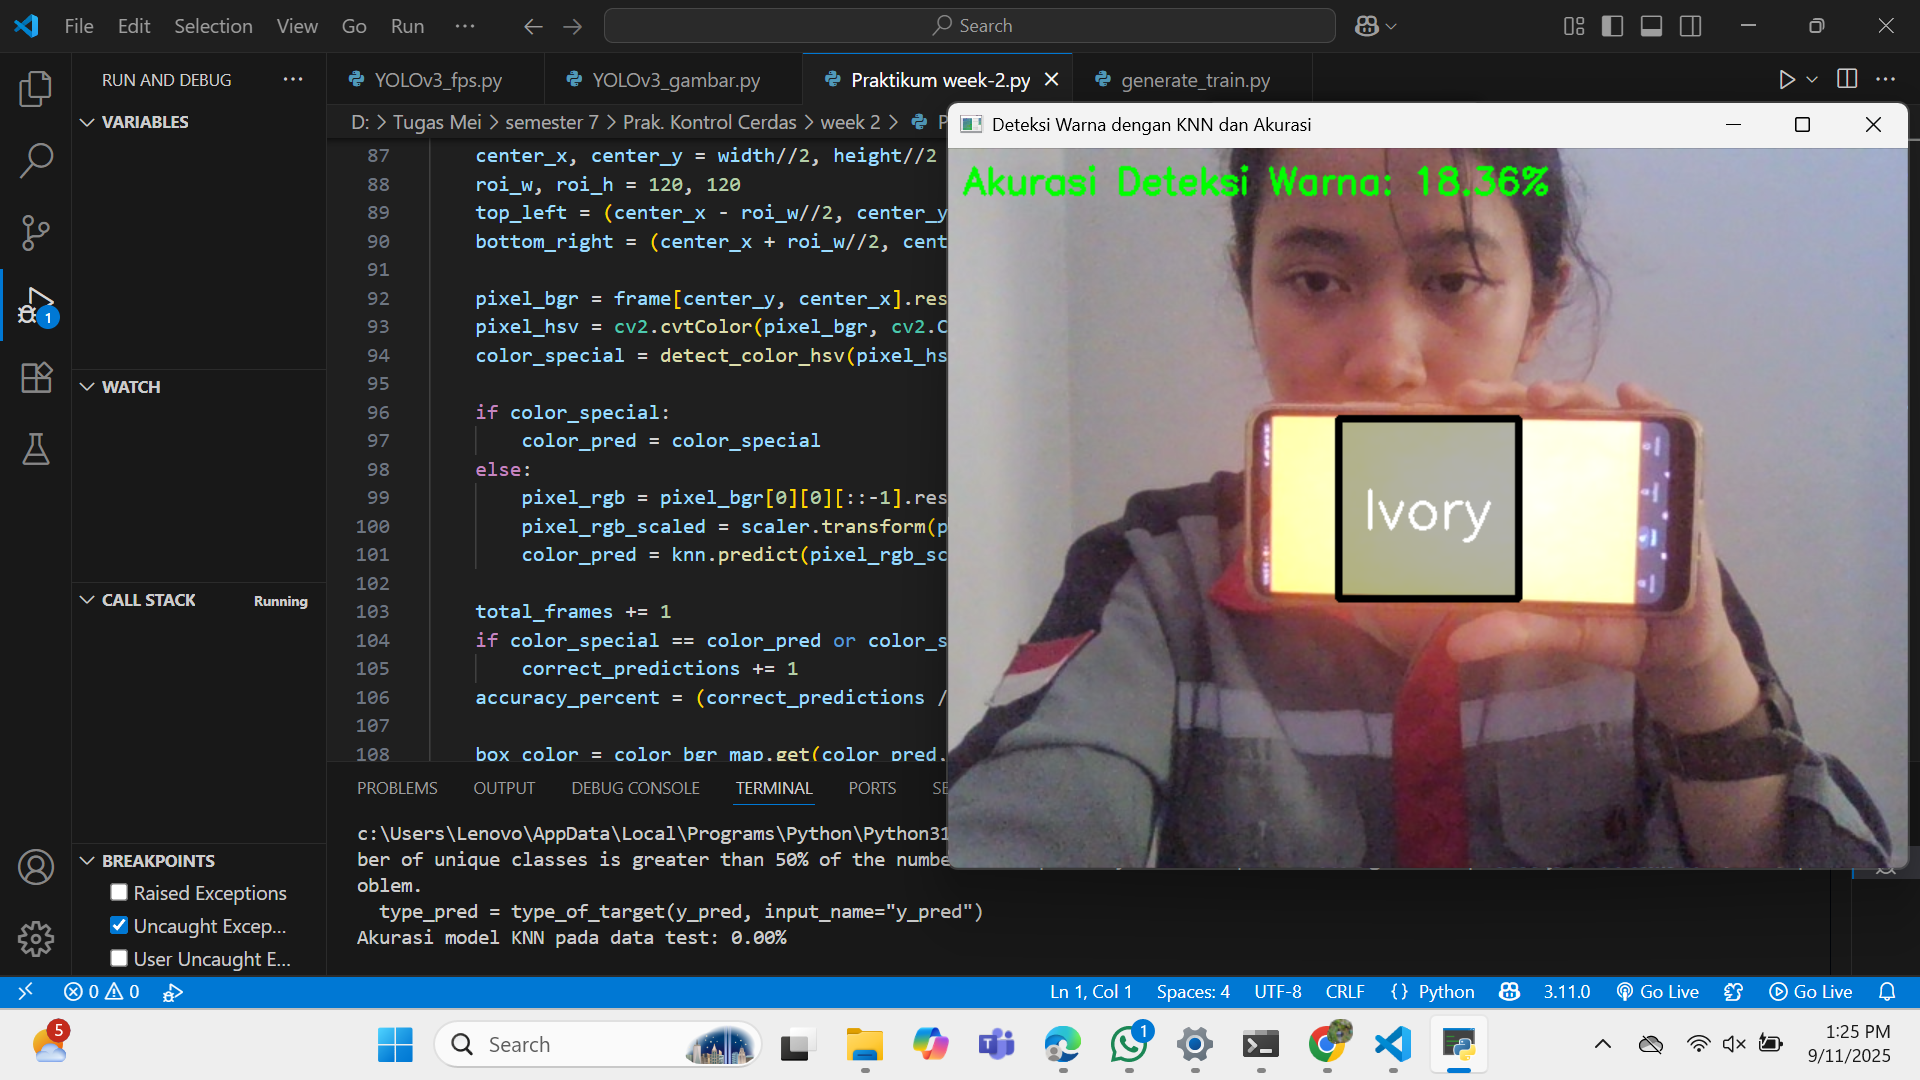 File Edit Selection View Go Run ··· Search
RUN AND DEBUG ···
VARIABLES
WATCH
CALL STACK Running
BREAKPOINTS
Raised Exceptions
Uncaught Excep...
User Uncaught E...
1
YOLOv3_fps.py YOLOv3_gambar.py Praktikum week-2.py generate_train.py
D: > Tugas Mei > semester 7 > Prak. Kontrol Cerdas > week 2 > P
87 center_x, center_y = width//2, height//2
88 roi_w, roi_h = 120, 120
89 top_left = (center_x - roi_w//2, center_y
90 bottom_right = (center_x + roi_w//2, cent
91
92 pixel_bgr = frame[center_y, center_x].res
93 pixel_hsv = cv2.cvtColor(pixel_bgr, cv2.C
94 color_special = detect_color_hsv(pixel_hs
95
96 if color_special:
97 color_pred = color_special
98 else:
99 pixel_rgb = pixel_bgr[0][0][::-1].res
100 pixel_rgb_scaled = scaler.transform(p
101 color_pred = knn.predict(pixel_rgb_sc
102
103 total_frames += 1
104 if color_special == color_pred or color_s
105 correct_predictions += 1
106 accuracy_percent = (correct_predictions /
107
108 box_color = color_bgr_map.get(color_pred,
Deteksi Warna dengan KNN dan Akurasi
Akurasi Deteksi Warna: 18.36%
Ivory
PROBLEMS OUTPUT DEBUG CONSOLE TERMINAL PORTS SE
c:\Users\Lenovo\AppData\Local\Programs\Python\Python31
ber of unique classes is greater than 50% of the numbe
oblem.
type_pred = type_of_target(y_pred, input_name="y_pred")
Akurasi model KNN pada data test: 0.00%
0 0 Ln 1, Col 1 Spaces: 4 UTF-8 CRLF {} Python 3.11.0 Go Live Go Live
5 Search 1 1:25 PM
9/11/2025